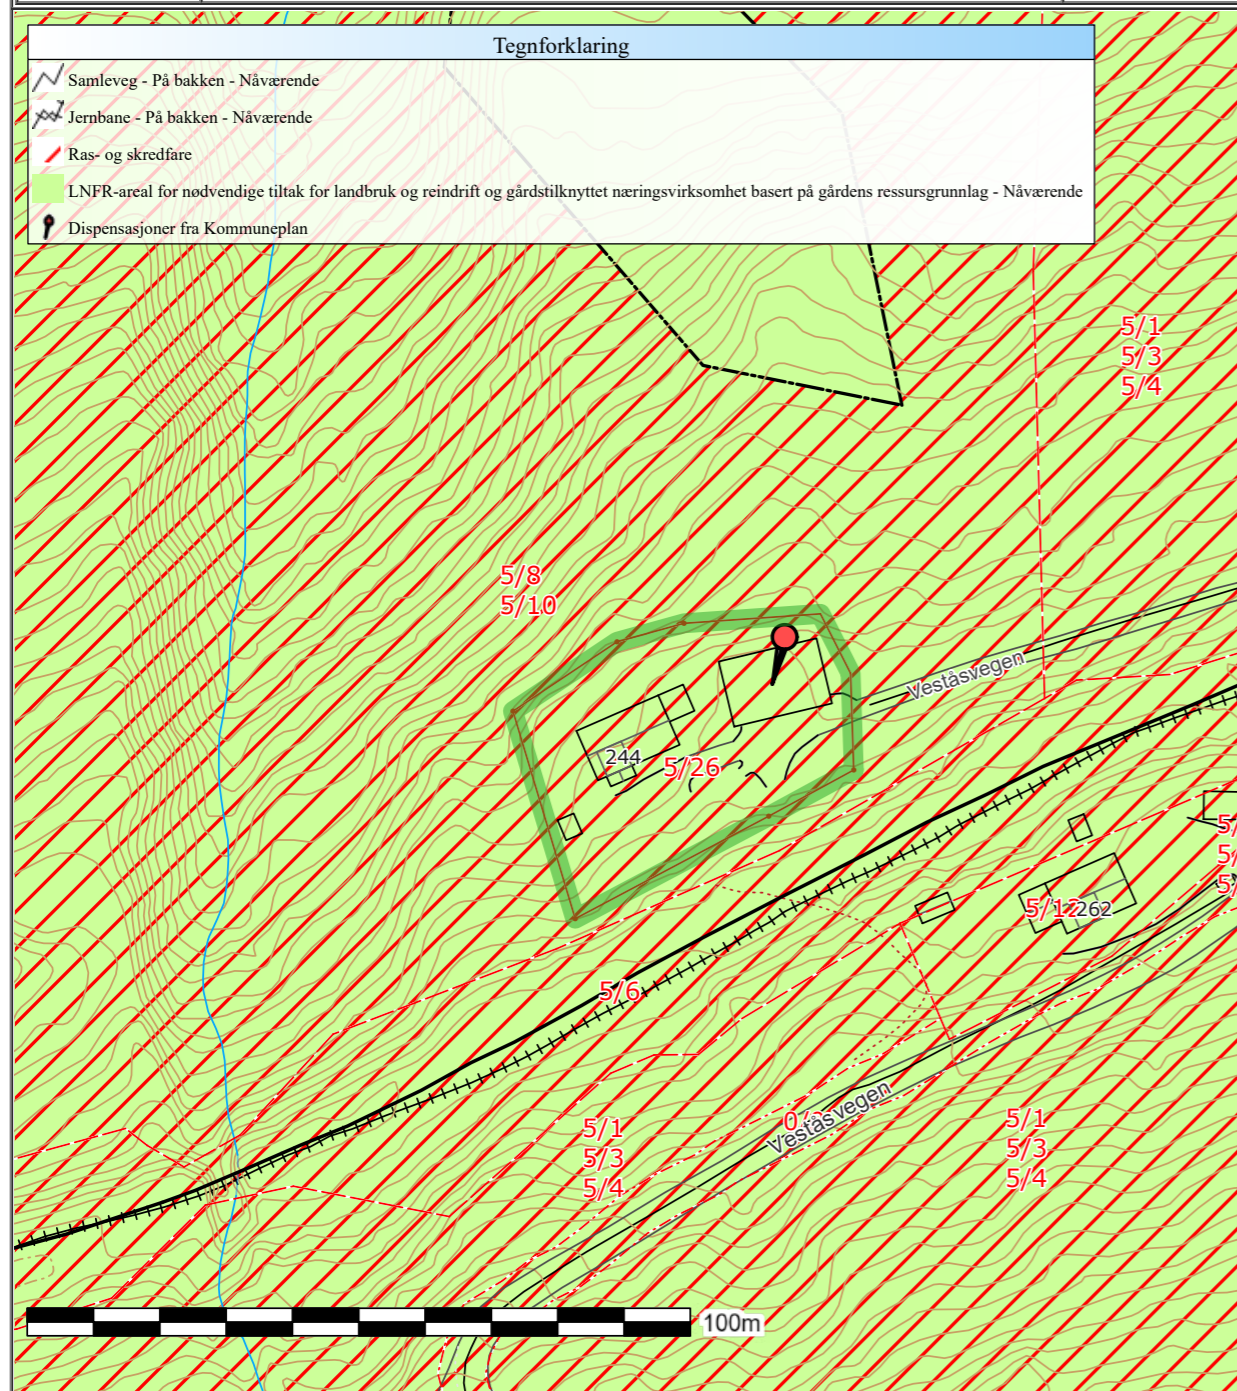 Tegnforklaring
Samleveg - På bakken - Nåværende
Jernbane - På bakken - Nåværende
Ras- og skredfare
LNFR-areal for nødvendige tiltak for landbruk og reindrift og gårdstilknyttet næringsvirksomhet basert på gårdens ressursgrunnlag - Nåværende
Dispensasjoner fra Kommuneplan
5/1
5/3
5/4
5/8
5/10
Veståsvegen
244
5/26
5/12
262
5/6
5/1
5/3
5/4
Veståsvegen
5/1
5/3
5/4
100m